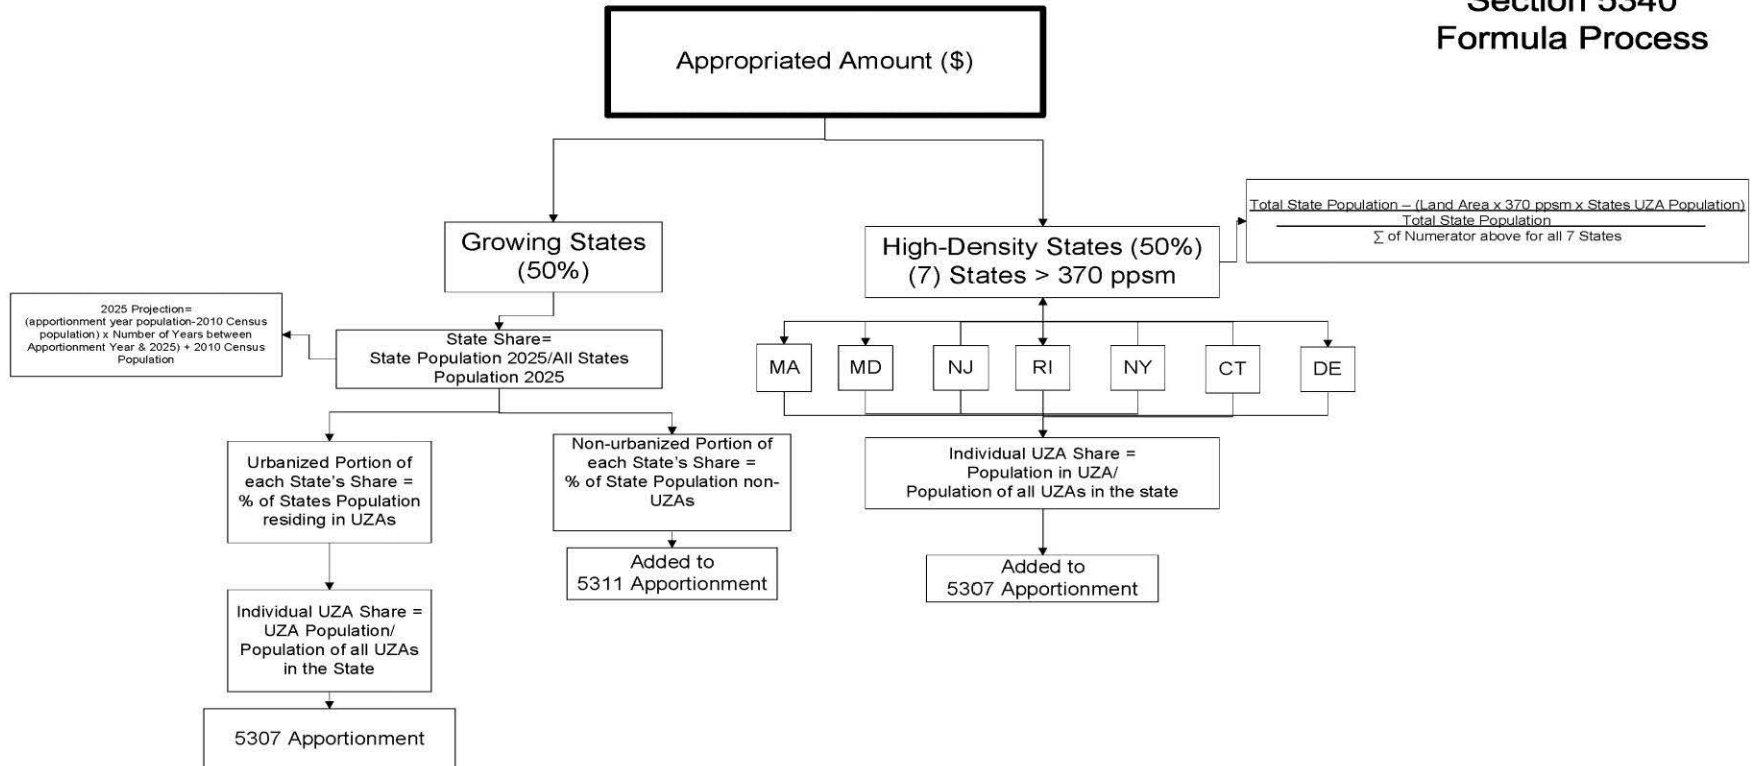 Section 5340
Formula Process
Appropriated Amount ($)
Growing States
(50%)
High-Density States (50%)
(7) States > 370 ppsm
Total State Population – (Land Area x 370 ppsm x States UZA Population)
Total State Population
∑ of Numerator above for all 7 States
2025 Projection=
(apportionment year population-2010 Census
population) x Number of Years between
Apportionment Year & 2025) + 2010 Census
Population
State Share=
State Population 2025/All States
Population 2025
MA
MD
NJ
RI
NY
CT
DE
Urbanized Portion of
each State's Share =
% of States Population
residing in UZAs
Non-urbanized Portion of
each State's Share =
% of State Population non-
UZAs
Individual UZA Share =
Population in UZA/
Population of all UZAs in the state
Added to
5311 Apportionment
Added to
5307 Apportionment
Individual UZA Share =
UZA Population/
Population of all UZAs
in the State
5307 Apportionment